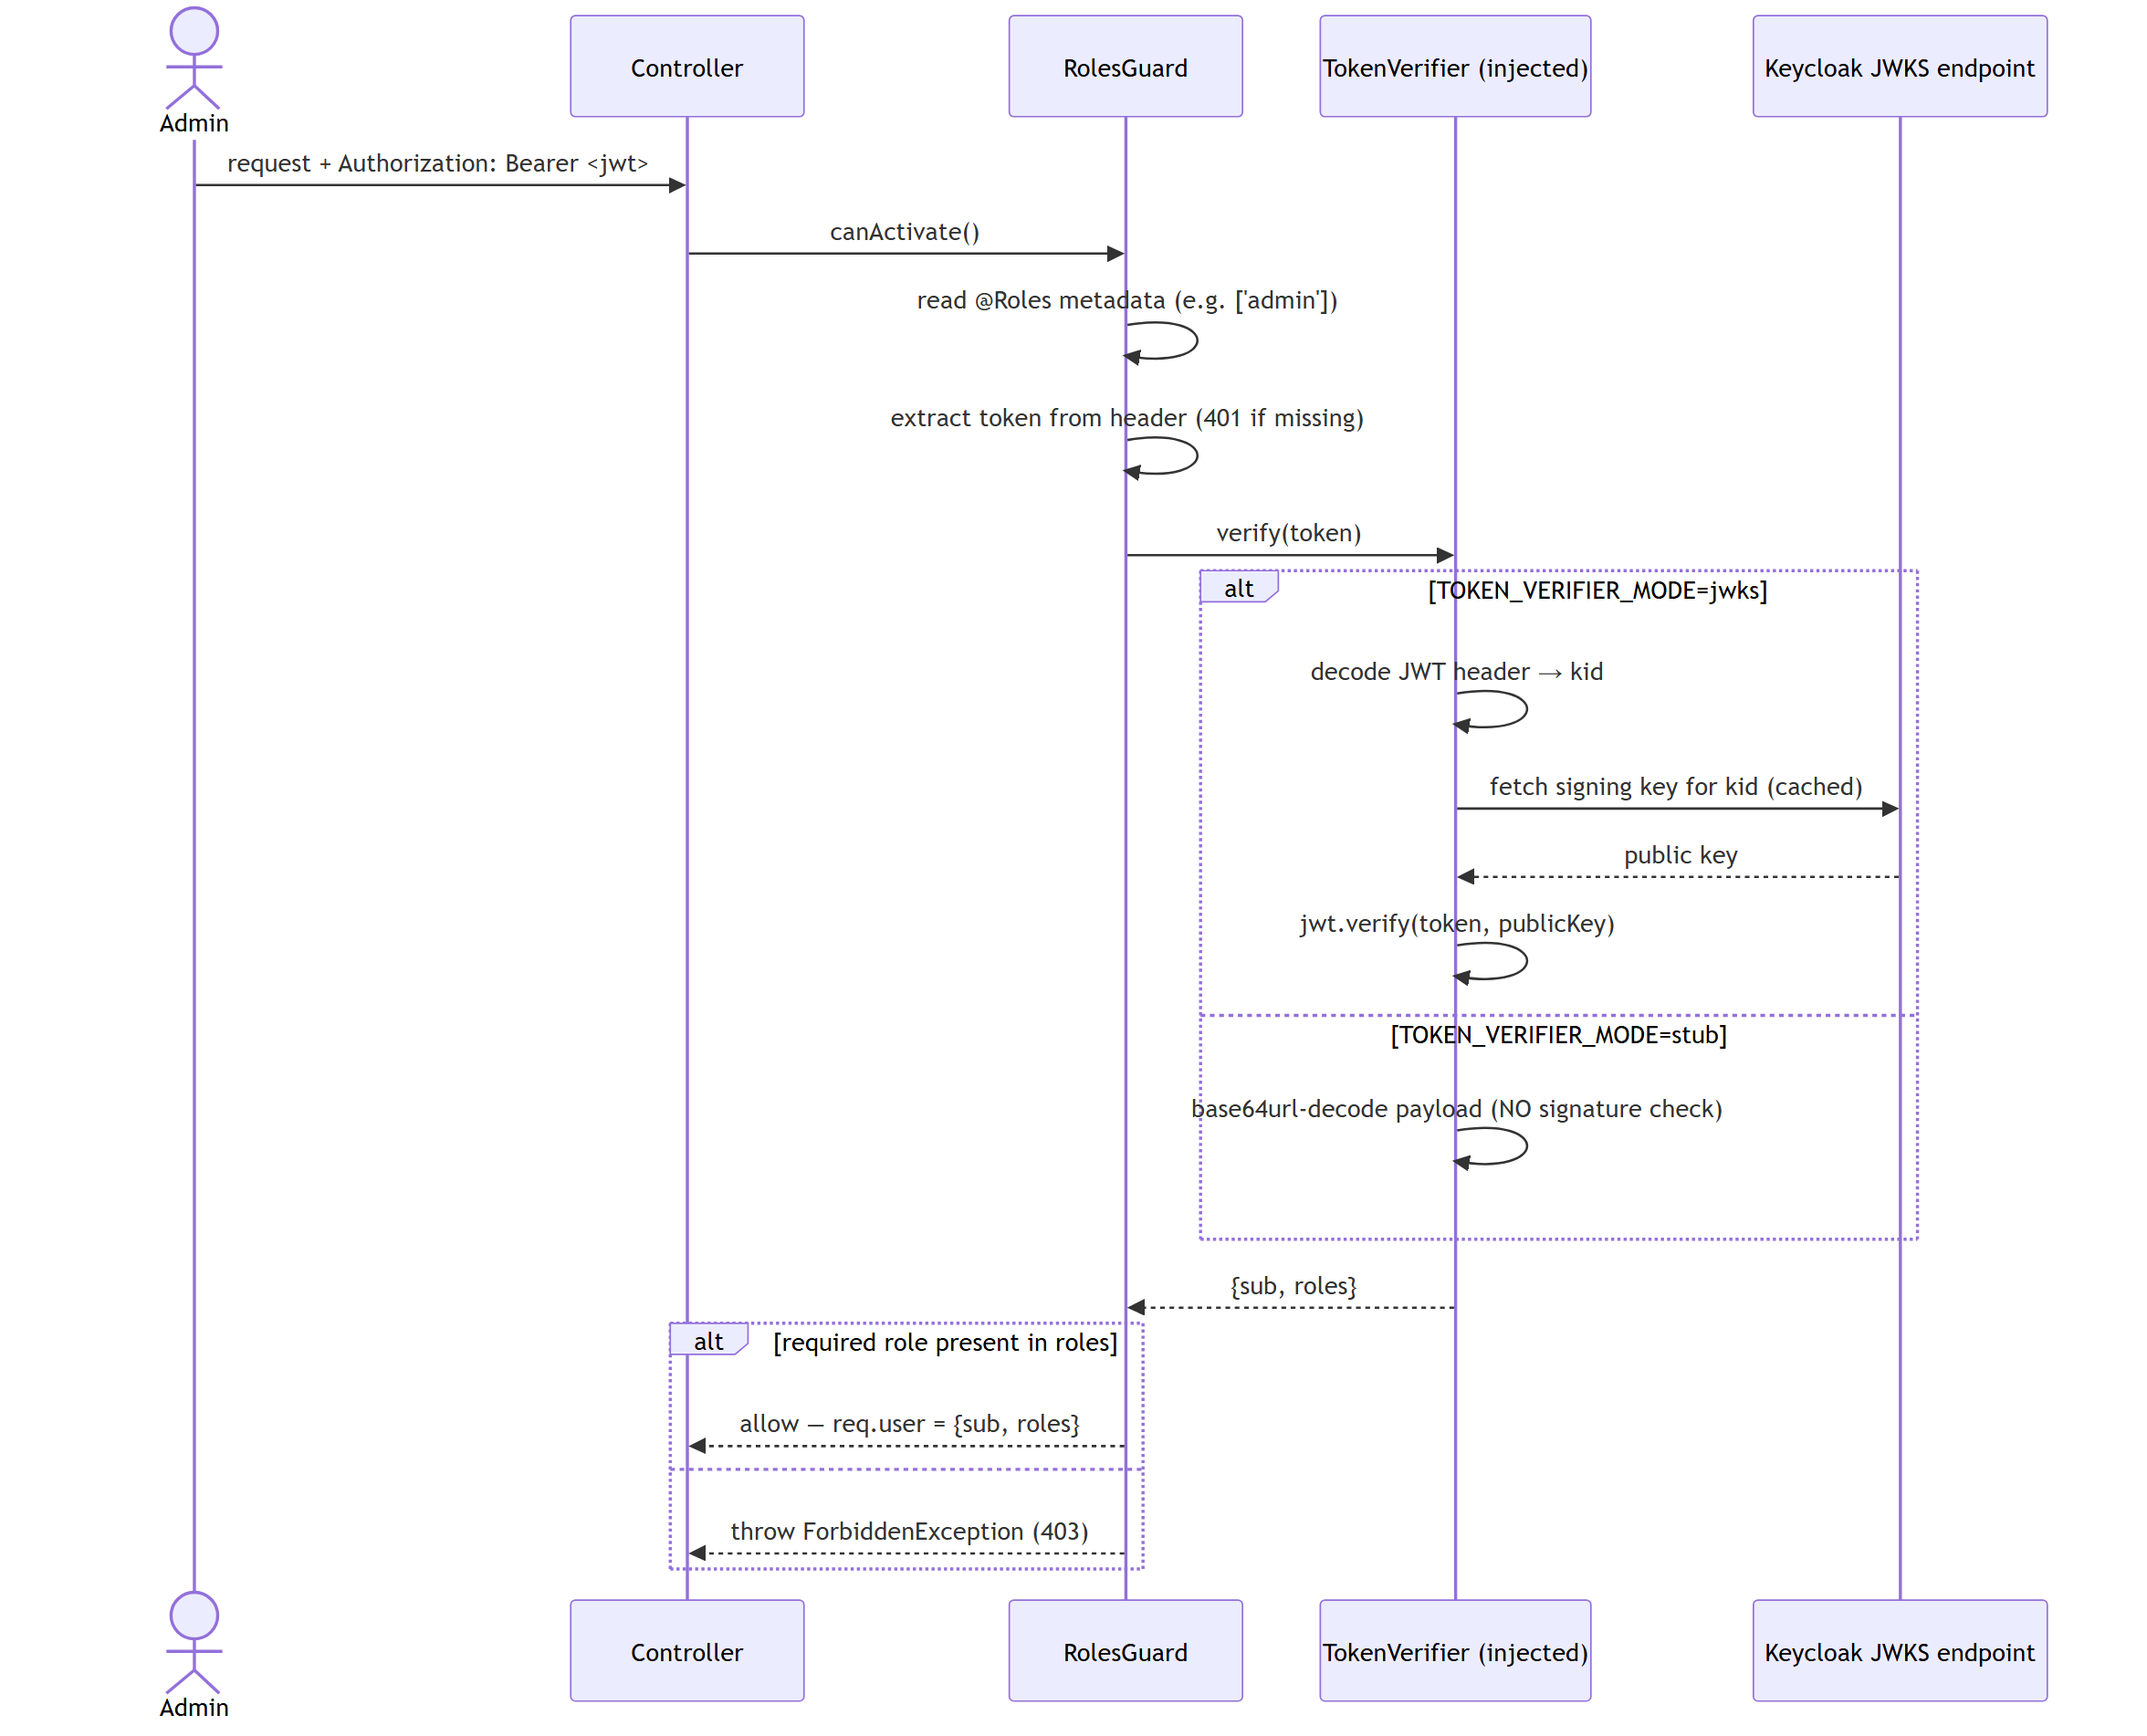 Admin
Controller
RolesGuard
TokenVerifier (injected)
Keycloak JWKS endpoint
request + Authorization: Bearer <jwt>
canActivate()
read @Roles metadata (e.g. ['admin'])
extract token from header (401 if missing)
verify(token)
alt
[TOKEN_VERIFIER_MODE=jwks]
decode JWT header → kid
fetch signing key for kid (cached)
public key
jwt.verify(token, publicKey)
[TOKEN_VERIFIER_MODE=stub]
base64url-decode payload (NO signature check)
{sub, roles}
alt
[required role present in roles]
allow — req.user = {sub, roles}
throw ForbiddenException (403)
Controller
RolesGuard
TokenVerifier (injected)
Keycloak JWKS endpoint
Admin